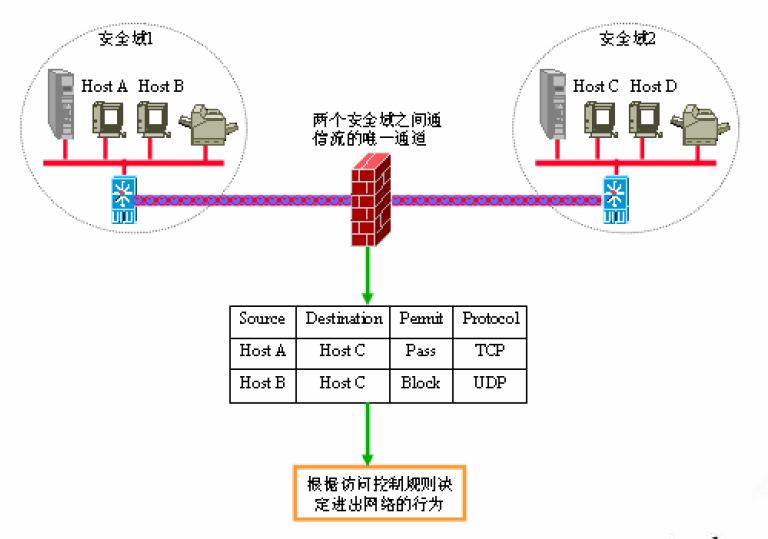 安全域1
安全域2
Host A Host B
Host C Host D
两个安全域之间通
信流的唯一通道
Source Destination Permit Protocol
Host A Host C Pass TCP
Host B Host C Block UDP
根据访问控制规则决
定进出网络的行为